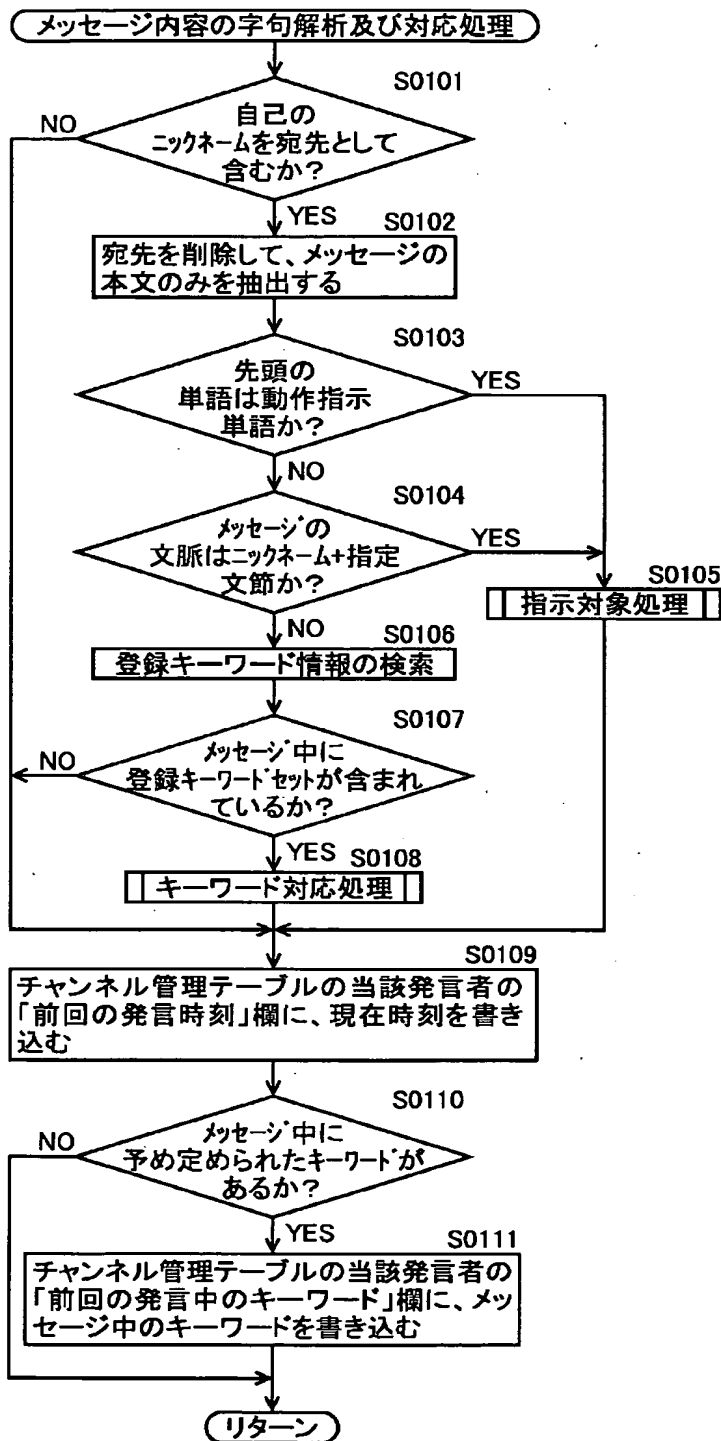 メッセージ内容の字句解析及び対応処理
S0101
自己の
ニックネームを宛先として
含むか?
NO
YES
S0102
宛先を削除して、メッセージの
本文のみを抽出する
S0103
先頭の
単語は動作指示
単語か?
YES
NO
S0104
メッセージの
文脈はニックネーム+指定
文節か?
YES
S0105
指示対象処理
NO
S0106
登録キーワード情報の検索
S0107
メッセージ中に
登録キーワードセットが含まれ
ているか?
NO
YES
S0108
キーワード対応処理
S0109
チャンネル管理テーブルの当該発言者の
「前回の発言時刻」欄に、現在時刻を書き
込む
S0110
メッセージ中に
予め定められたキーワードが
あるか?
NO
YES
S0111
チャンネル管理テーブルの当該発言者の
「前回の発言中のキーワード」欄に、メッ
セージ中のキーワードを書き込む
リターン